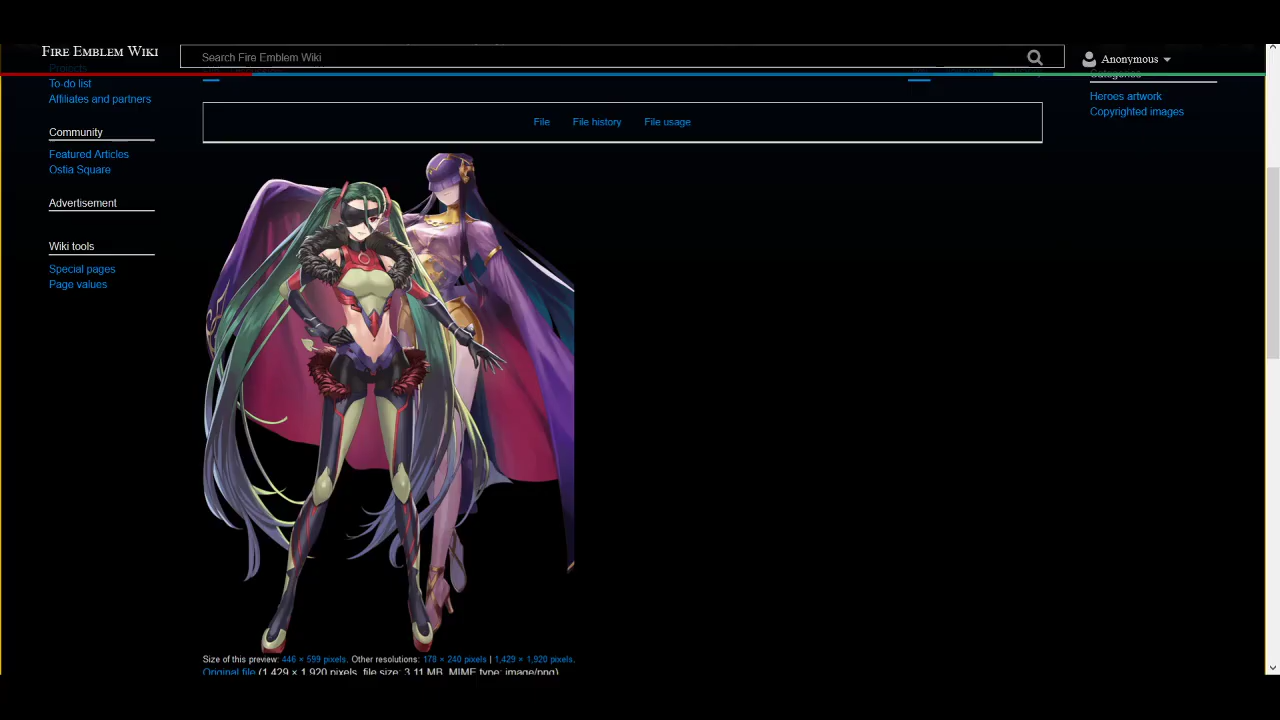 Fire Emblem Wiki
Search Fire Emblem Wiki
Anonymous
Projects
To do list
Affiliates and partners
Community
Featured Articles
Ostia Square
Advertisement
Wiki tools
Special pages
Page values
File
File history
File usage
Categories
Heroes artwork
Copyrighted images
Size of this preview: 446 × 599 pixels. Other resolutions: 178 × 240 pixels | 1,429 × 1,920 pixels.
Original file (1,429 × 1,920 pixels, file size: 3.11 MB, MIME type: image/png)